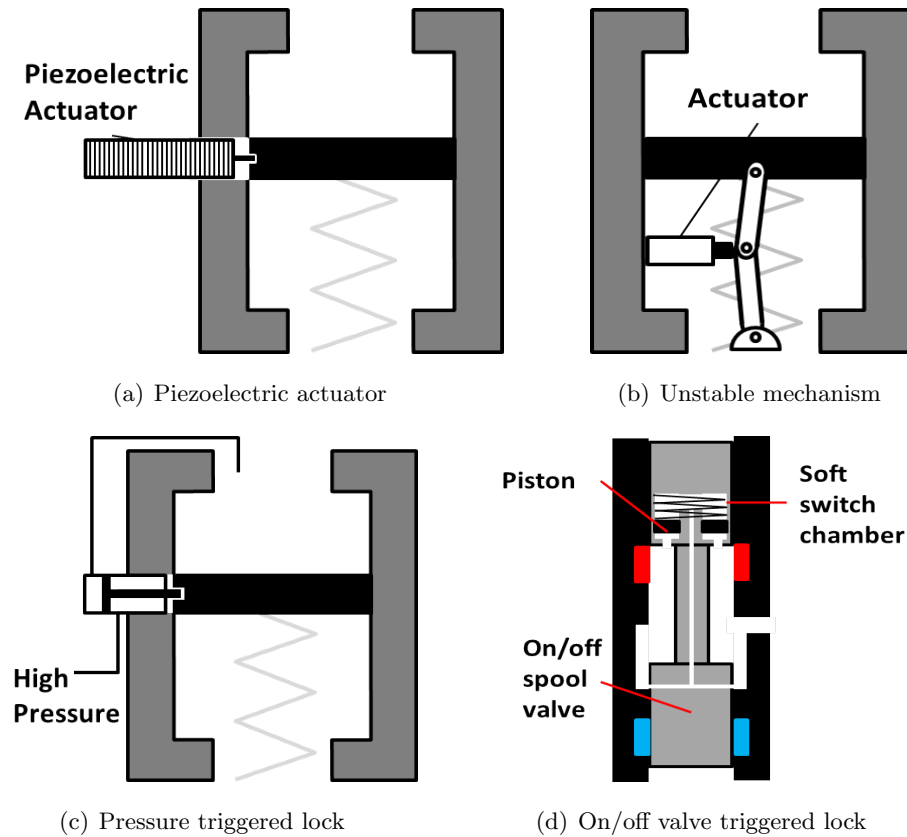 Piezoelectric
Actuator
Actuator
(a) Piezoelectric actuator
(b) Unstable mechanism
High
Pressure
(c) Pressure triggered lock
Piston
Soft
switch
chamber
On/off
spool
valve
(d) On/off valve triggered lock